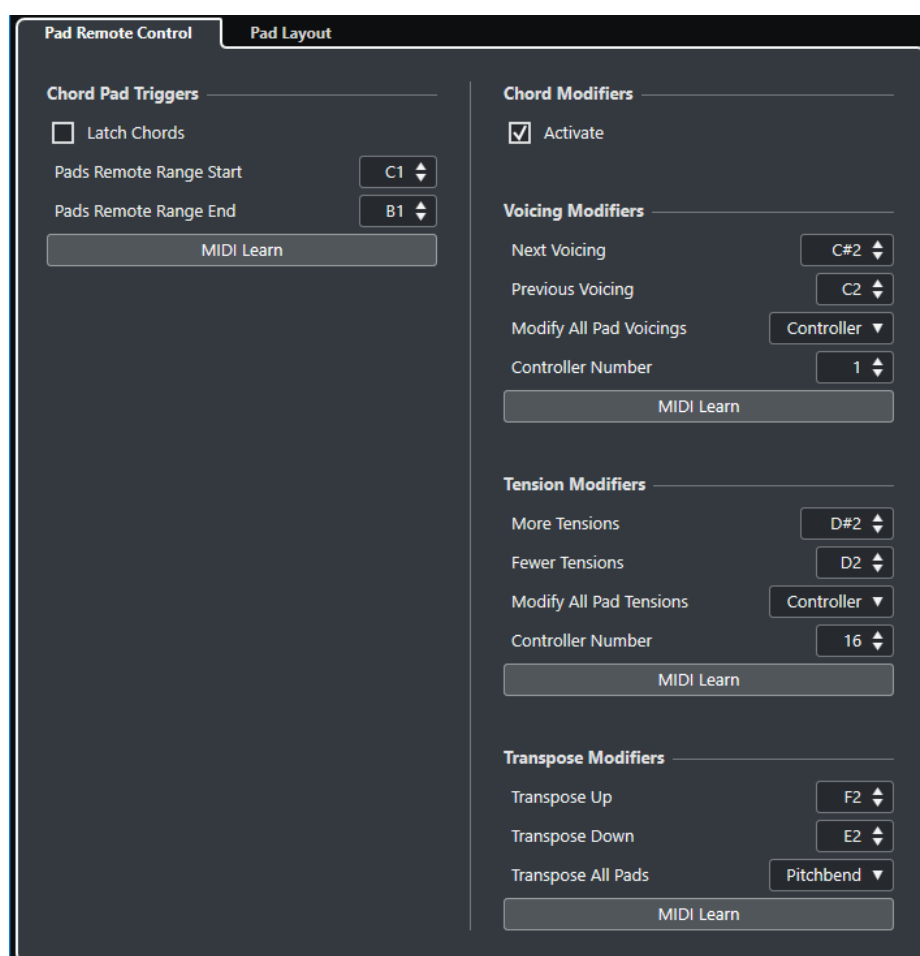 Pad Remote Control
Pad Layout
Chord Pad Triggers
Latch Chords
Pads Remote Range Start C1
Pads Remote Range End B1
MIDI Learn
Chord Modifiers
Activate
Voicing Modifiers
Next Voicing C#2
Previous Voicing C2
Modify All Pad Voicings Controller
Controller Number 1
MIDI Learn
Tension Modifiers
More Tensions D#2
Fewer Tensions D2
Modify All Pad Tensions Controller
Controller Number 16
MIDI Learn
Transpose Modifiers
Transpose Up F2
Transpose Down E2
Transpose All Pads Pitchbend
MIDI Learn